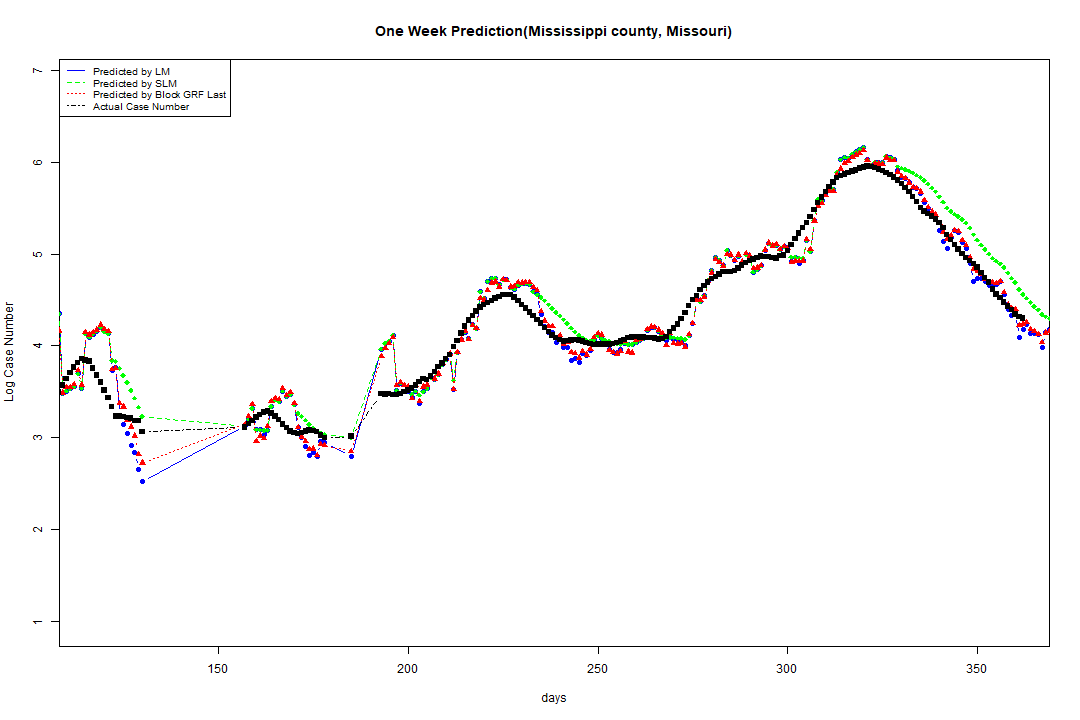 One Week Prediction(Mississippi county, Missouri)
Predicted by LM
Predicted by SLM
Predicted by Block GRF Last
Actual Case Number
7
6
5
4
3
2
1
Log Case Number
150 200 250 300 350
days